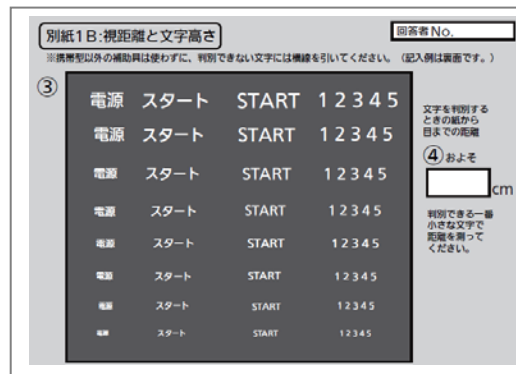 別紙1B:視距離と文字高さ
回答者No.
※携帯型以外の補助具は使わずに、判別できない文字には横線を引いてください。（記入例は裏面です。）
③
電源 スタート START 12345
電源 スタート START 12345
電源 スタート START 12345
電源 スタート START 12345
電源 スタート START 12345
電源 スタート START 12345
電源 スタート START 12345
電源 スタート START 12345
文字を判別する
ときの紙から
目までの距離
④およそ
cm
判別できる一番
小さな文字で
距離を測って
ください。